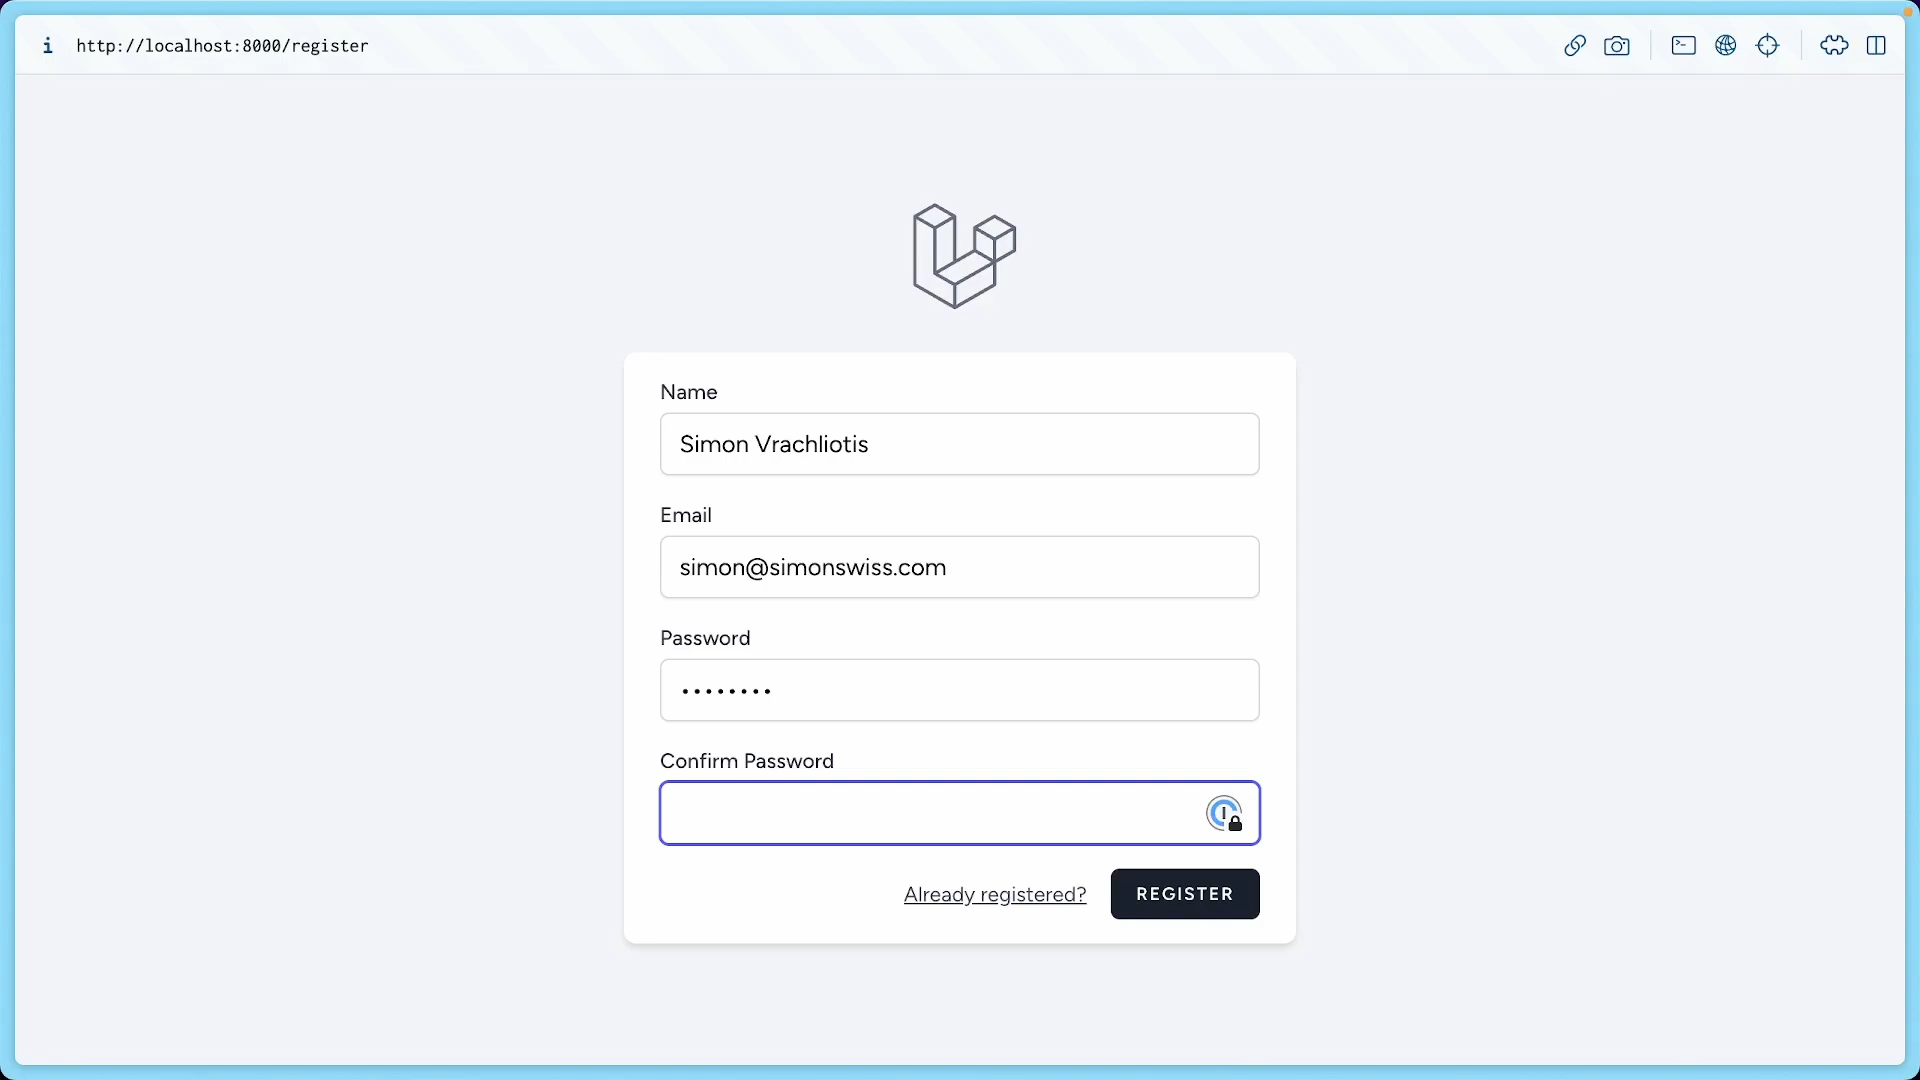 http://localhost:8000/register
Name
Simon Vrachliotis
Email
simon@simonswiss.com
Password
••••••••
Confirm Password
Already registered?
REGISTER